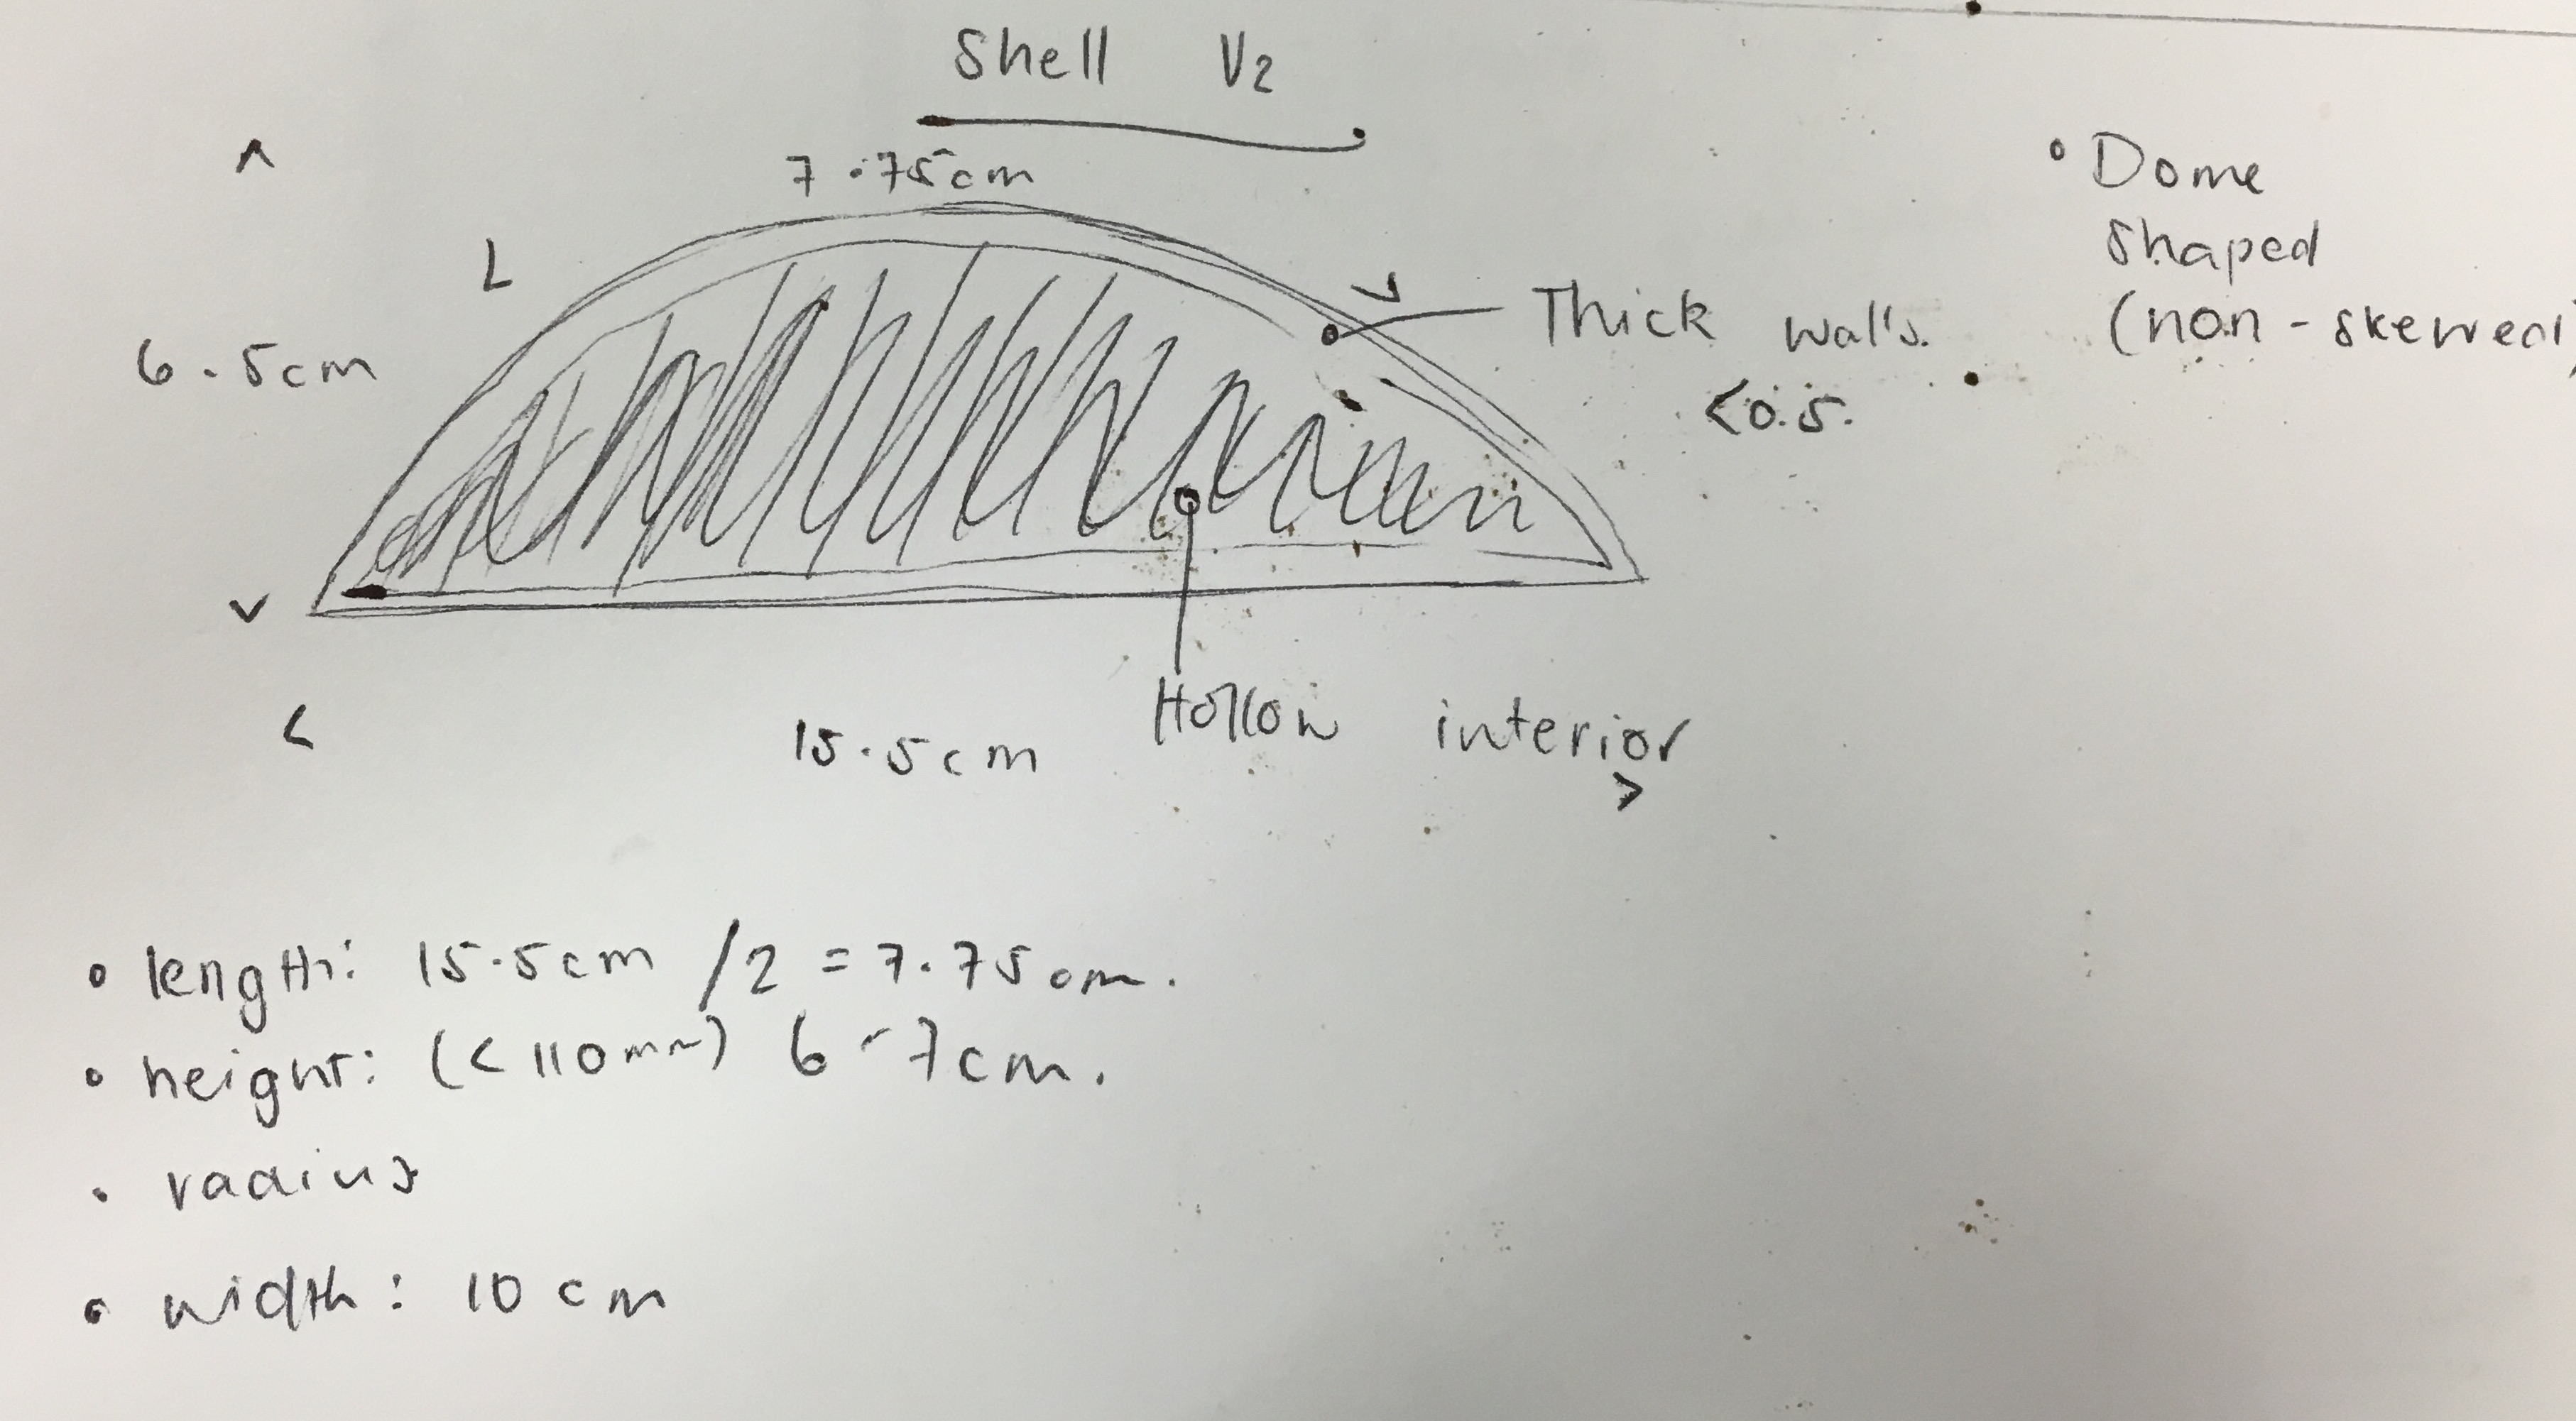 Shell V2
7.75cm
6.5cm
Thick walls.
<0.5.
• Dome
shaped
(non-skewed)
Hollow interior
15.5cm
• length: 15.5cm /2 = 7.75cm.
• height: (<110mm) 6-7cm.
• radius
• width: 10 cm